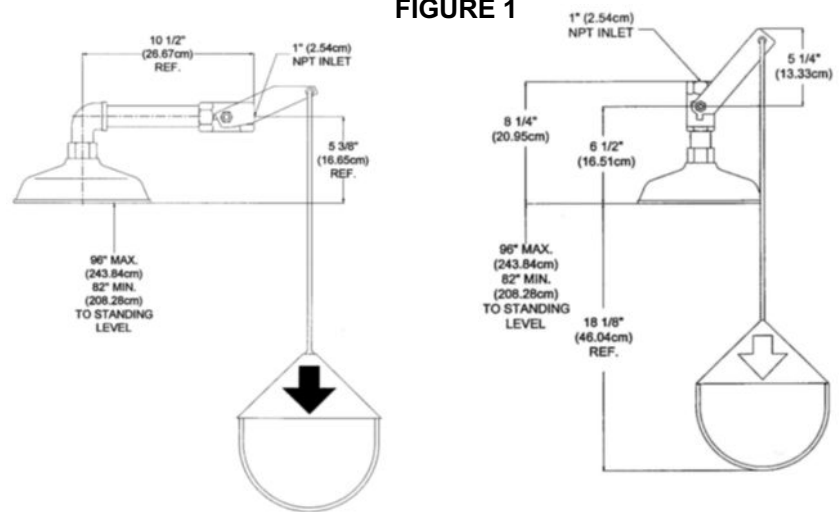 FIGURE 1
10 1/2"
(26.67cm)
REF.
1" (2.54cm)
NPT INLET
5 3/8"
(16.65cm)
REF.
96" MAX.
(243.84cm)
82" MIN.
(208.28cm)
TO STANDING
LEVEL
1" (2.54cm)
NPT INLET
5 1/4"
(13.33cm)
8 1/4"
(20.95cm)
6 1/2"
(16.51cm)
96" MAX.
(243.84cm)
82" MIN.
(208.28cm)
TO STANDING
LEVEL
18 1/8"
(46.04cm)
REF.